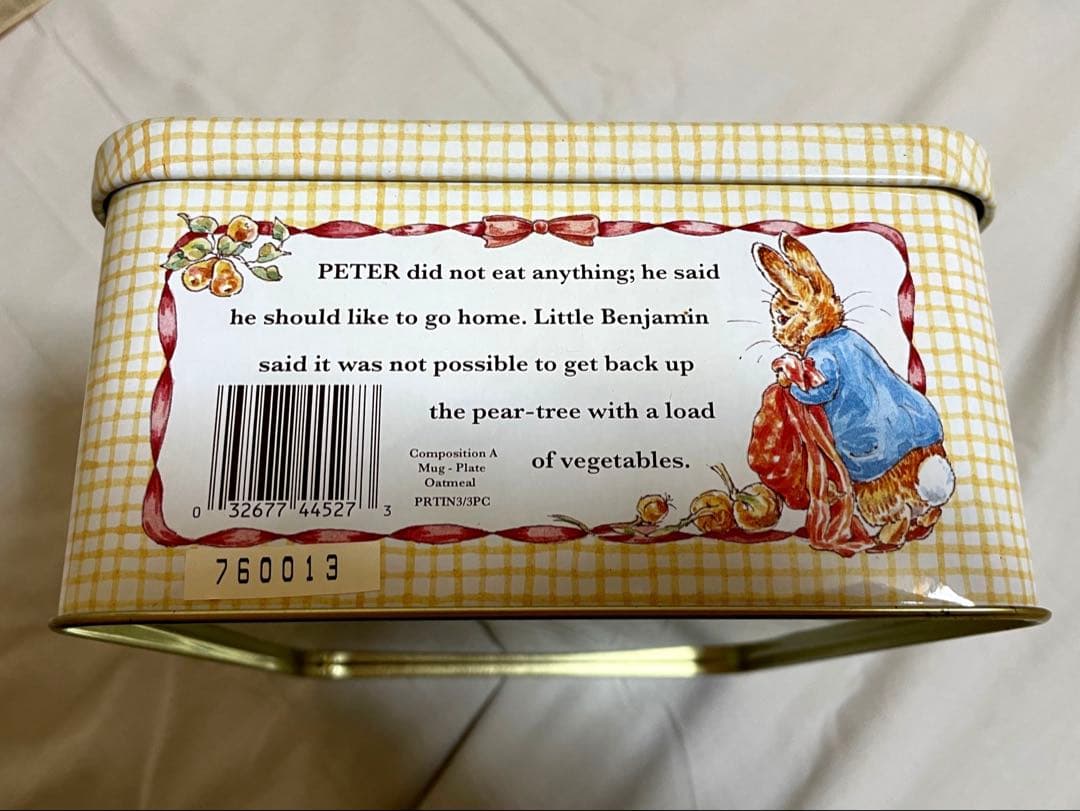 PETER did not eat anything; he said
he should like to go home. Little Benjamin
said it was not possible to get back up
the pear-tree with a load
of vegetables.
Composition A
Mug - Plate
Oatmeal
PRTIN3/3PC
0 32677 44527 3
760013